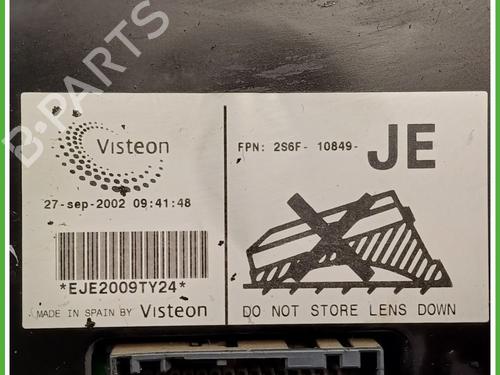 B-PARTS
Visteon
27-sep-2002 09:41:48
*EJE2009TY24*
MADE IN SPAIN BY Visteon
FPN: 2S6F- 10849- JE
DO NOT STORE LENS DOWN